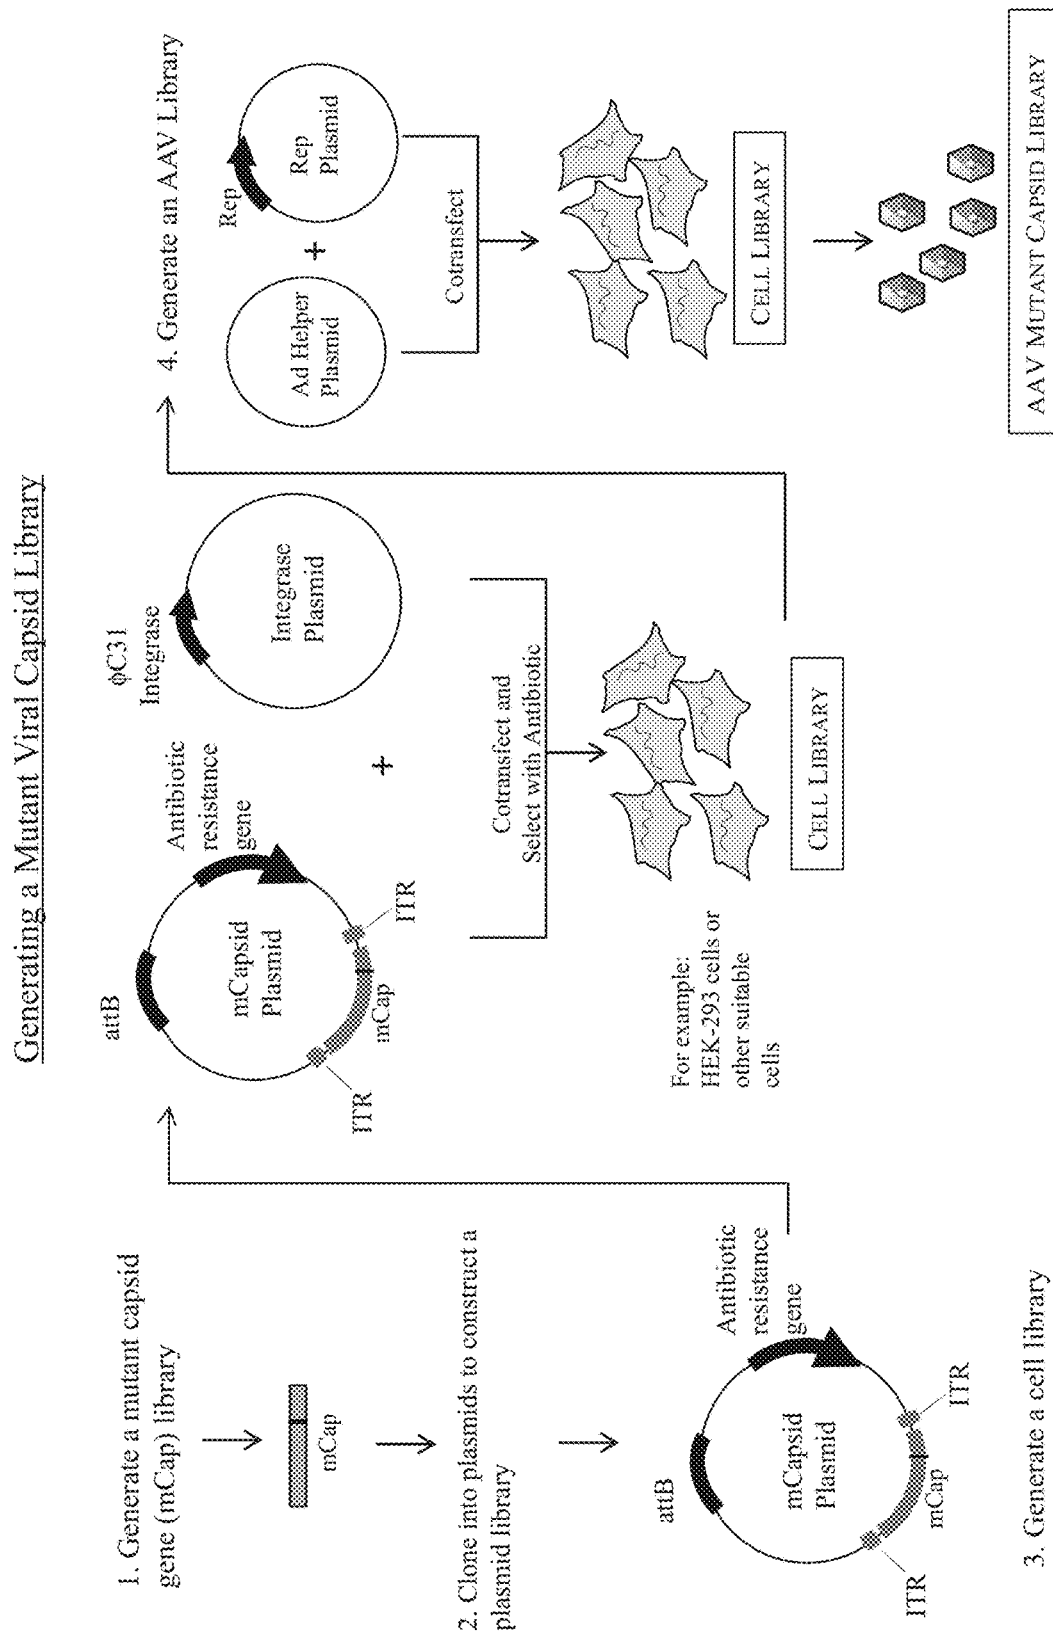 Generating a Mutant Viral Capsid Library
1. Generate a mutant capsid
gene (mCap) library
mCap
2. Clone into plasmids to construct a
plasmid library
attB
Antibiotic
resistance
gene
mCapsid
Plasmid
ITR
mCap
ITR
3. Generate a cell library
attB
Antibiotic
resistance
gene
mCapsid
Plasmid
ITR
mCap
ITR
+
ϕC31
Integrase
Integrase
Plasmid
Cotransfect and
Select with Antibiotic
For example:
HEK-293 cells or
other suitable
cells
CELL LIBRARY
4. Generate an AAV Library
Ad Helper
Plasmid
+
Rep
Rep
Plasmid
Cotransfect
CELL LIBRARY
AAV MUTANT CAPSID LIBRARY